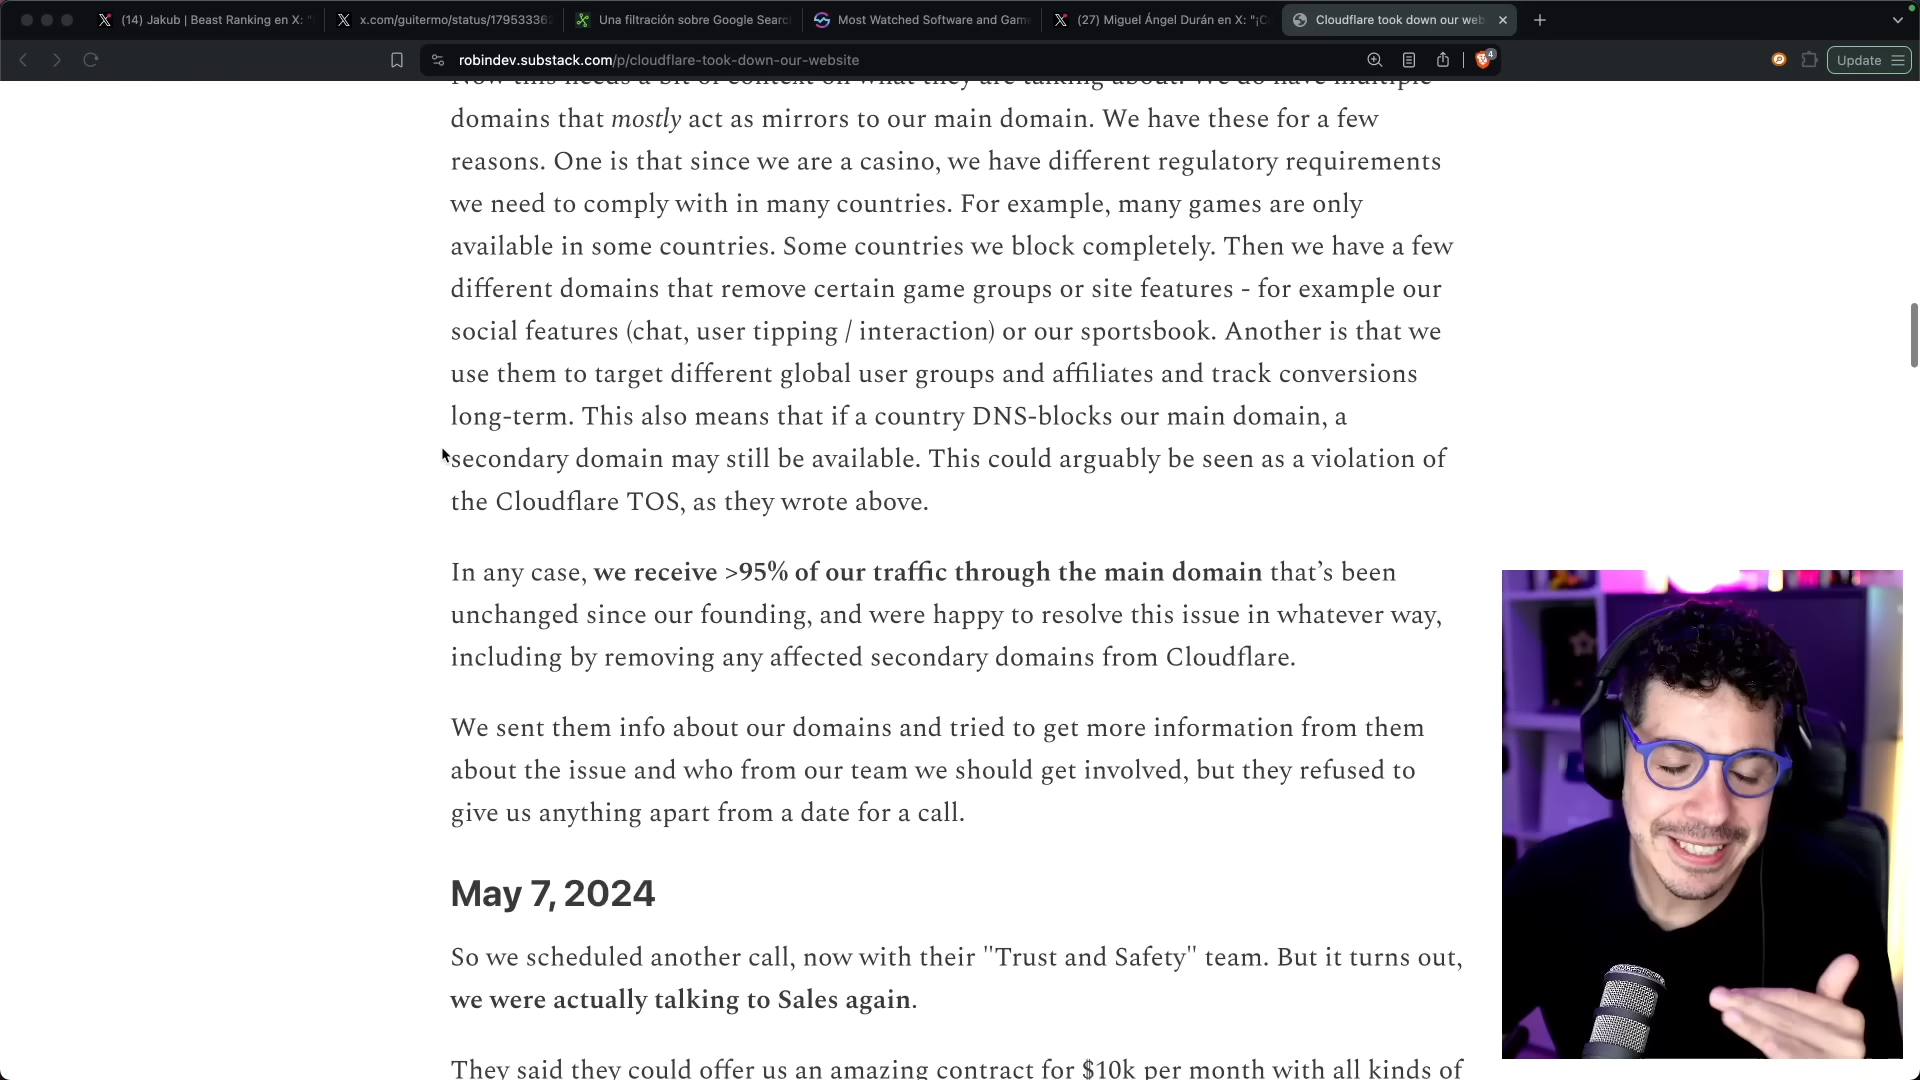 (14) Jakub | Beast Ranking en X: "
x.com/guitermo/status/179533363
Una filtración sobre Google Searc
Most Watched Software and Gam
(27) Miguel Ángel Durán en X: "¡C
Cloudflare took down our web
robindev.substack.com/p/cloudflare-took-down-our-website
4
Update
Now this needs a bit of context on what they are talking about. We do have multiple
domains that mostly act as mirrors to our main domain. We have these for a few
reasons. One is that since we are a casino, we have different regulatory requirements
we need to comply with in many countries. For example, many games are only
available in some countries. Some countries we block completely. Then we have a few
different domains that remove certain game groups or site features - for example our
social features (chat, user tipping / interaction) or our sportsbook. Another is that we
use them to target different global user groups and affiliates and track conversions
long-term. This also means that if a country DNS-blocks our main domain, a
secondary domain may still be available. This could arguably be seen as a violation of
the Cloudflare TOS, as they wrote above.
In any case, we receive >95% of our traffic through the main domain that’s been
unchanged since our founding, and were happy to resolve this issue in whatever way,
including by removing any affected secondary domains from Cloudflare.
We sent them info about our domains and tried to get more information from them
about the issue and who from our team we should get involved, but they refused to
give us anything apart from a date for a call.
May 7, 2024
So we scheduled another call, now with their "Trust and Safety" team. But it turns out,
we were actually talking to Sales again.
They said they could offer us an amazing contract for $10k per month with all kinds of